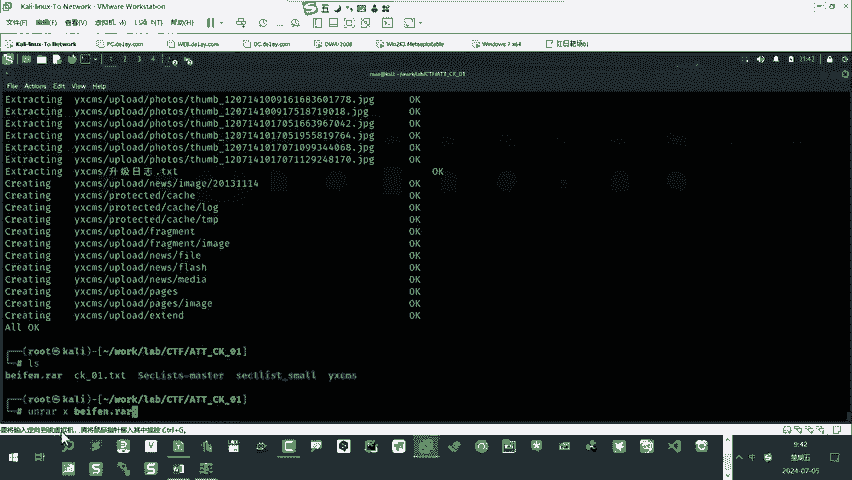 Kali-linux-To Network - VMware Workstation
文件(F) 编辑(E) 查看(V) 虚拟机(M) 选项卡(T) 帮助(H)
Kali-linux-To Network PC.de1ay.com WEB.de1ay.com DC.de1ay.com Windows 7 x64 红日靶场01
21:42
root@kali: ~/work/lab/CTF/ATT_CK_01
File Actions Edit View Help
Extracting yxcms/upload/photos/thumb_1207141009161683601778.jpg OK
Extracting yxcms/upload/photos/thumb_120714100917518719018.jpg OK
Extracting yxcms/upload/photos/thumb_1207141017051663967042.jpg OK
Extracting yxcms/upload/photos/thumb_1207141017051955819764.jpg OK
Extracting yxcms/upload/photos/thumb_1207141017071099344068.jpg OK
Extracting yxcms/upload/photos/thumb_1207141017071129248170.jpg OK
Extracting yxcms/升级日志.txt OK
Creating yxcms/upload/news/image/20131114 OK
Creating yxcms/protected/cache OK
Creating yxcms/protected/cache/log OK
Creating yxcms/protected/cache/tmp OK
Creating yxcms/upload/fragment OK
Creating yxcms/upload/fragment/image OK
Creating yxcms/upload/news/file OK
Creating yxcms/upload/news/flash OK
Creating yxcms/upload/news/media OK
Creating yxcms/upload/pages OK
Creating yxcms/upload/pages/image OK
Creating yxcms/upload/extend OK
All OK
┌──(root㉿kali)-[~/work/lab/CTF/ATT_CK_01]
└─# ls
beifen.rar ck_01.txt SecLists-master sectlist_small yxcms
┌──(root㉿kali)-[~/work/lab/CTF/ATT_CK_01]
└─# unrar x beifen.rar
要将输入定向到该虚拟机，请将鼠标指针移入其中或按 Ctrl+G。
9:42
星期五
2024-07-05